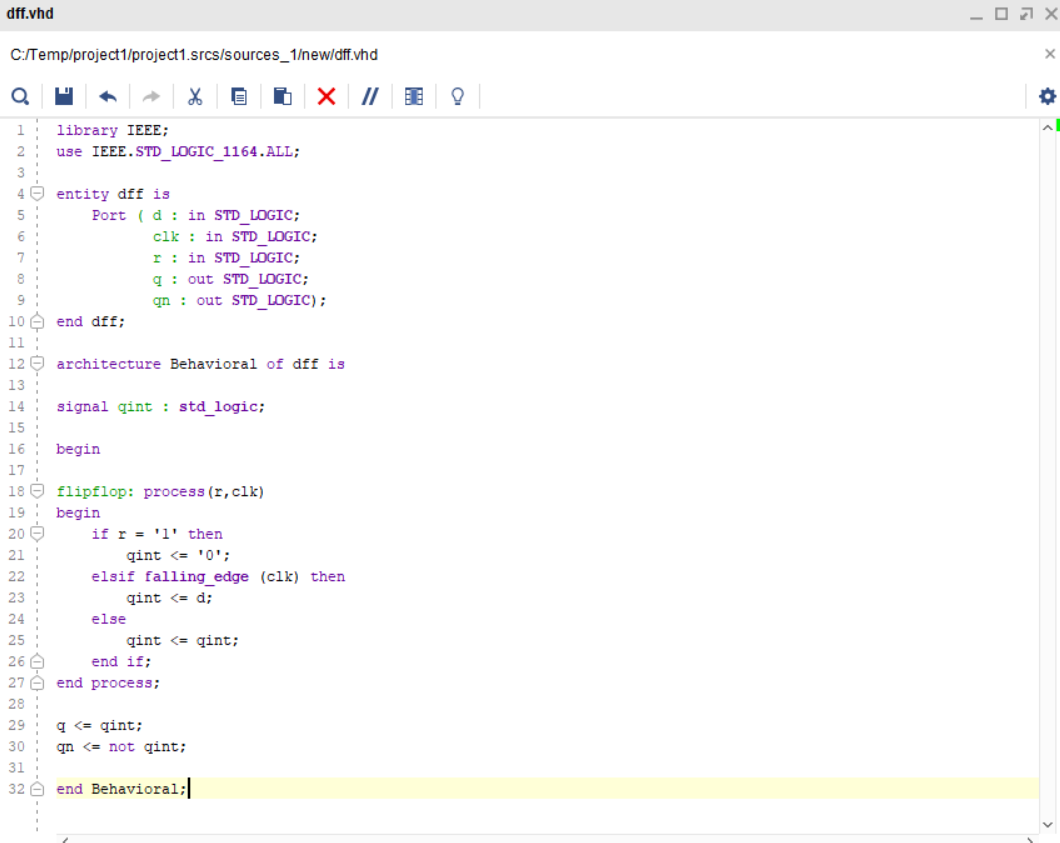 dff.vhd
C:/Temp/project1/project1.srcs/sources_1/new/dff.vhd
1 library IEEE;
2 use IEEE.STD_LOGIC_1164.ALL;
3
4 entity dff is
5     Port ( d : in STD_LOGIC;
6            clk : in STD_LOGIC;
7            r : in STD_LOGIC;
8            q : out STD_LOGIC;
9            qn : out STD_LOGIC);
10 end dff;
11
12 architecture Behavioral of dff is
13
14 signal qint : std_logic;
15
16 begin
17
18 flipflop: process(r,clk)
19 begin
20     if r = '1' then
21         qint <= '0';
22     elsif falling_edge (clk) then
23         qint <= d;
24     else
25         qint <= qint;
26     end if;
27 end process;
28
29 q <= qint;
30 qn <= not qint;
31
32 end Behavioral;